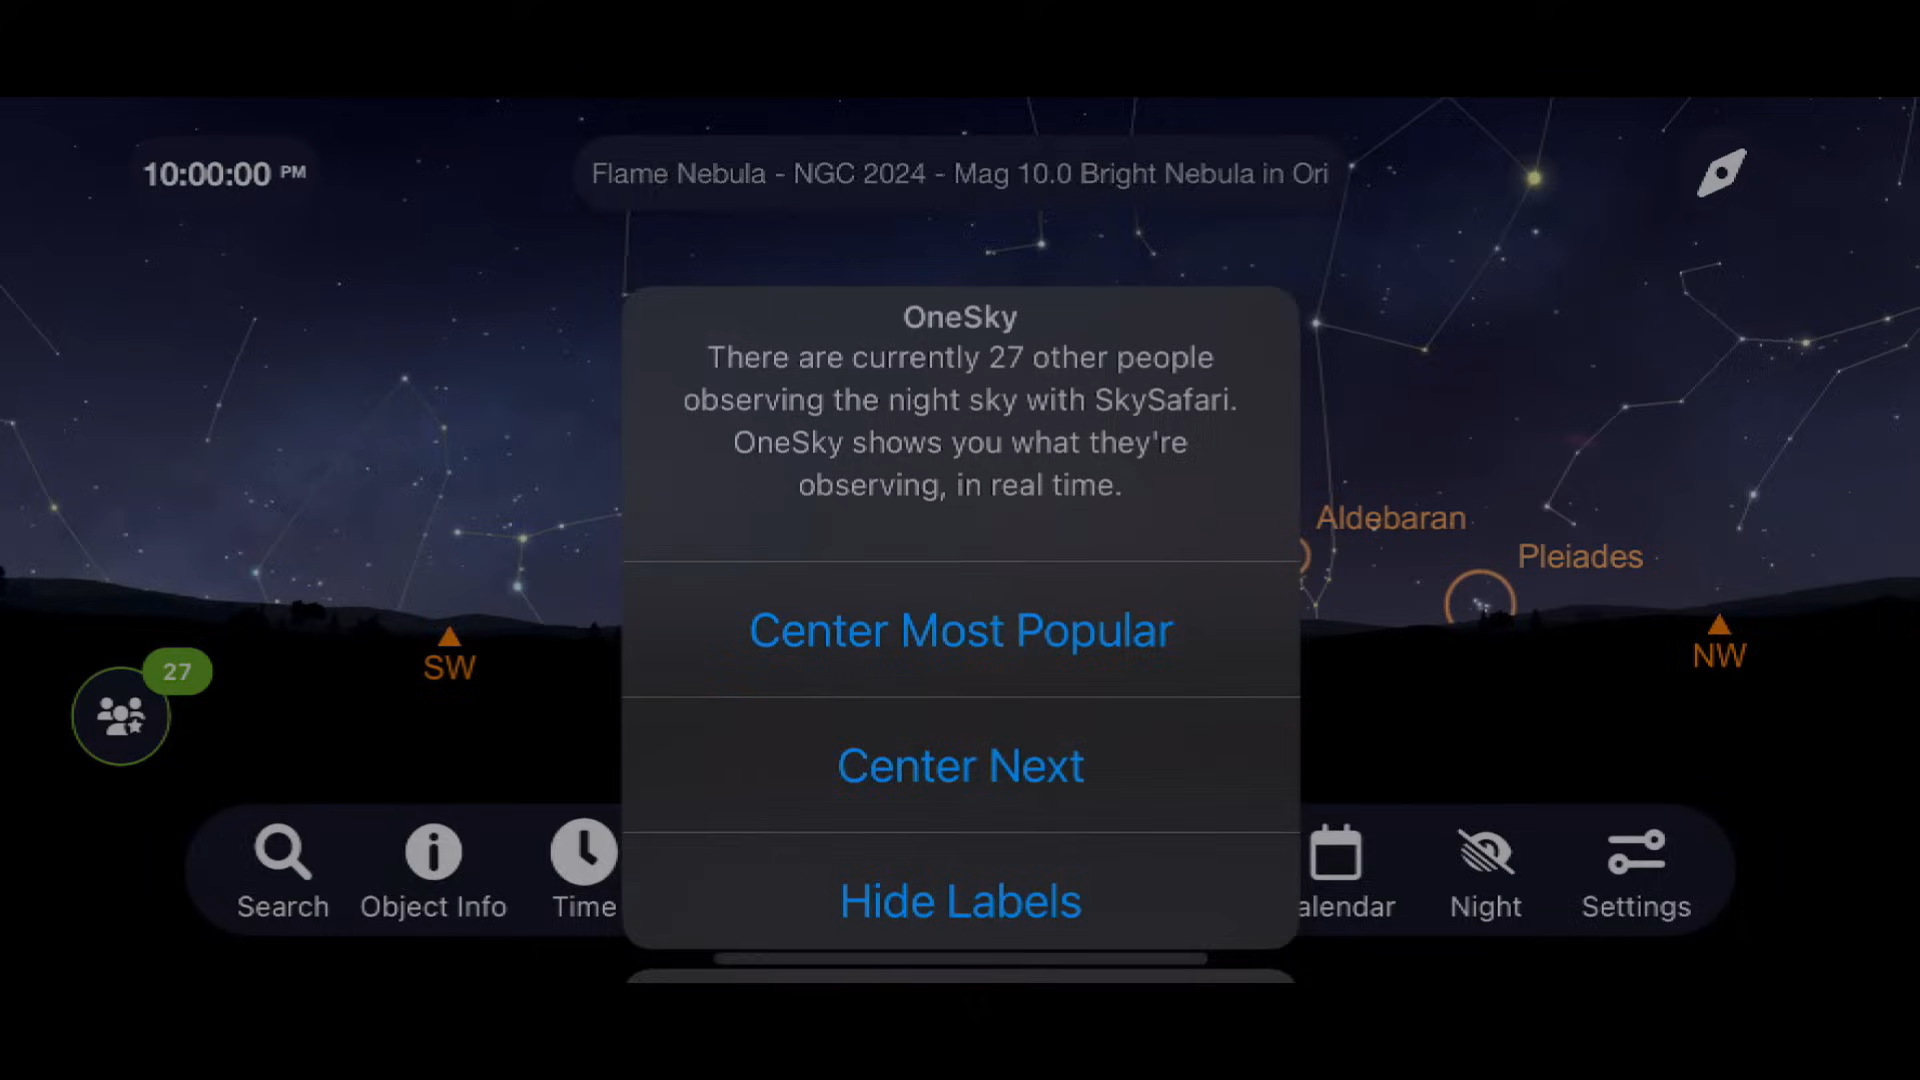 10:00:00 PM
Flame Nebula - NGC 2024 - Mag 10.0 Bright Nebula in Ori
OneSky
There are currently 27 other people
observing the night sky with SkySafari.
OneSky shows you what they're
observing, in real time.
Aldebaran
Pleiades
Center Most Popular
SW
NW
27
Center Next
Hide Labels
Search
Object Info
Time
alendar
Night
Settings